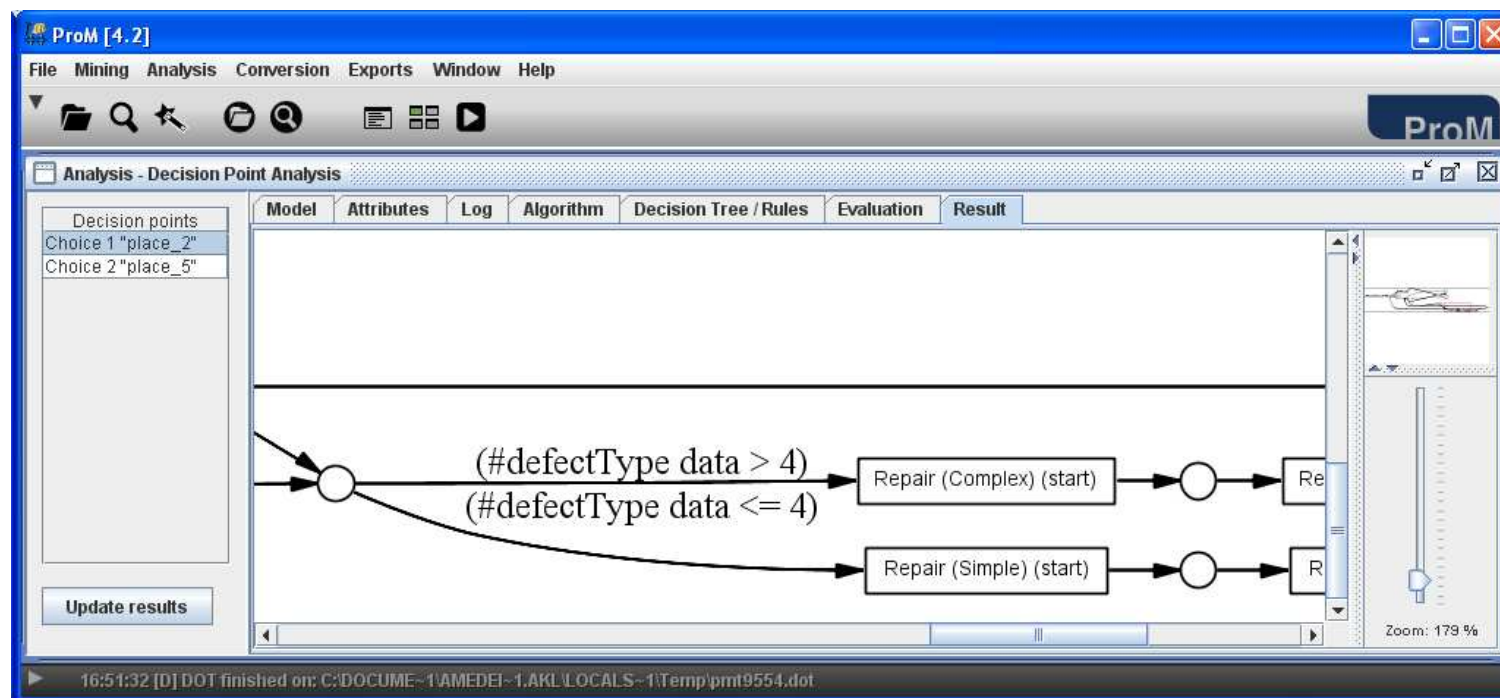 ProM [4.2]
File Mining Analysis Conversion Exports Window Help
ProM
Analysis - Decision Point Analysis
Decision points
Choice 1 "place_2"
Choice 2 "place_5"
Update results
Model Attributes Log Algorithm Decision Tree / Rules Evaluation Result
(#defectType data > 4)
Repair (Complex) (start)
Re
(#defectType data <= 4)
Repair (Simple) (start)
R
Zoom: 179 %
16:51:32 [D] DOT finished on: C:\DOCUME~1\AMEDEI~1.AKL\LOCALS~1\Temp\pmt9554.dot